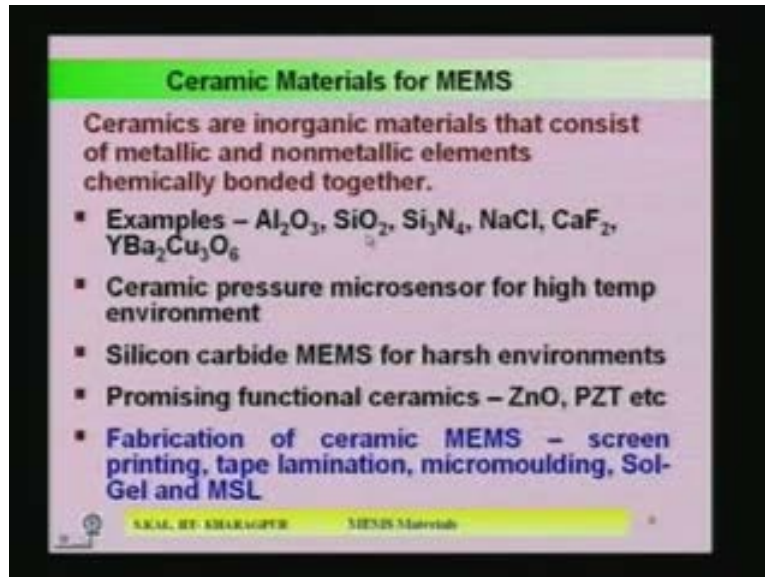 Ceramic Materials for MEMS
Ceramics are inorganic materials that consist
of metallic and nonmetallic elements
chemically bonded together.
▪ Examples – Al₂O₃, SiO₂, Si₃N₄, NaCl, CaF₂,
YBa₂Cu₃O₆
▪ Ceramic pressure microsensor for high temp
environment
▪ Silicon carbide MEMS for harsh environments
▪ Promising functional ceramics – ZnO, PZT etc
▪ Fabrication of ceramic MEMS – screen
printing, tape lamination, micromoulding, Sol-
Gel and MSL
KHARAGPUR MEMS Materials